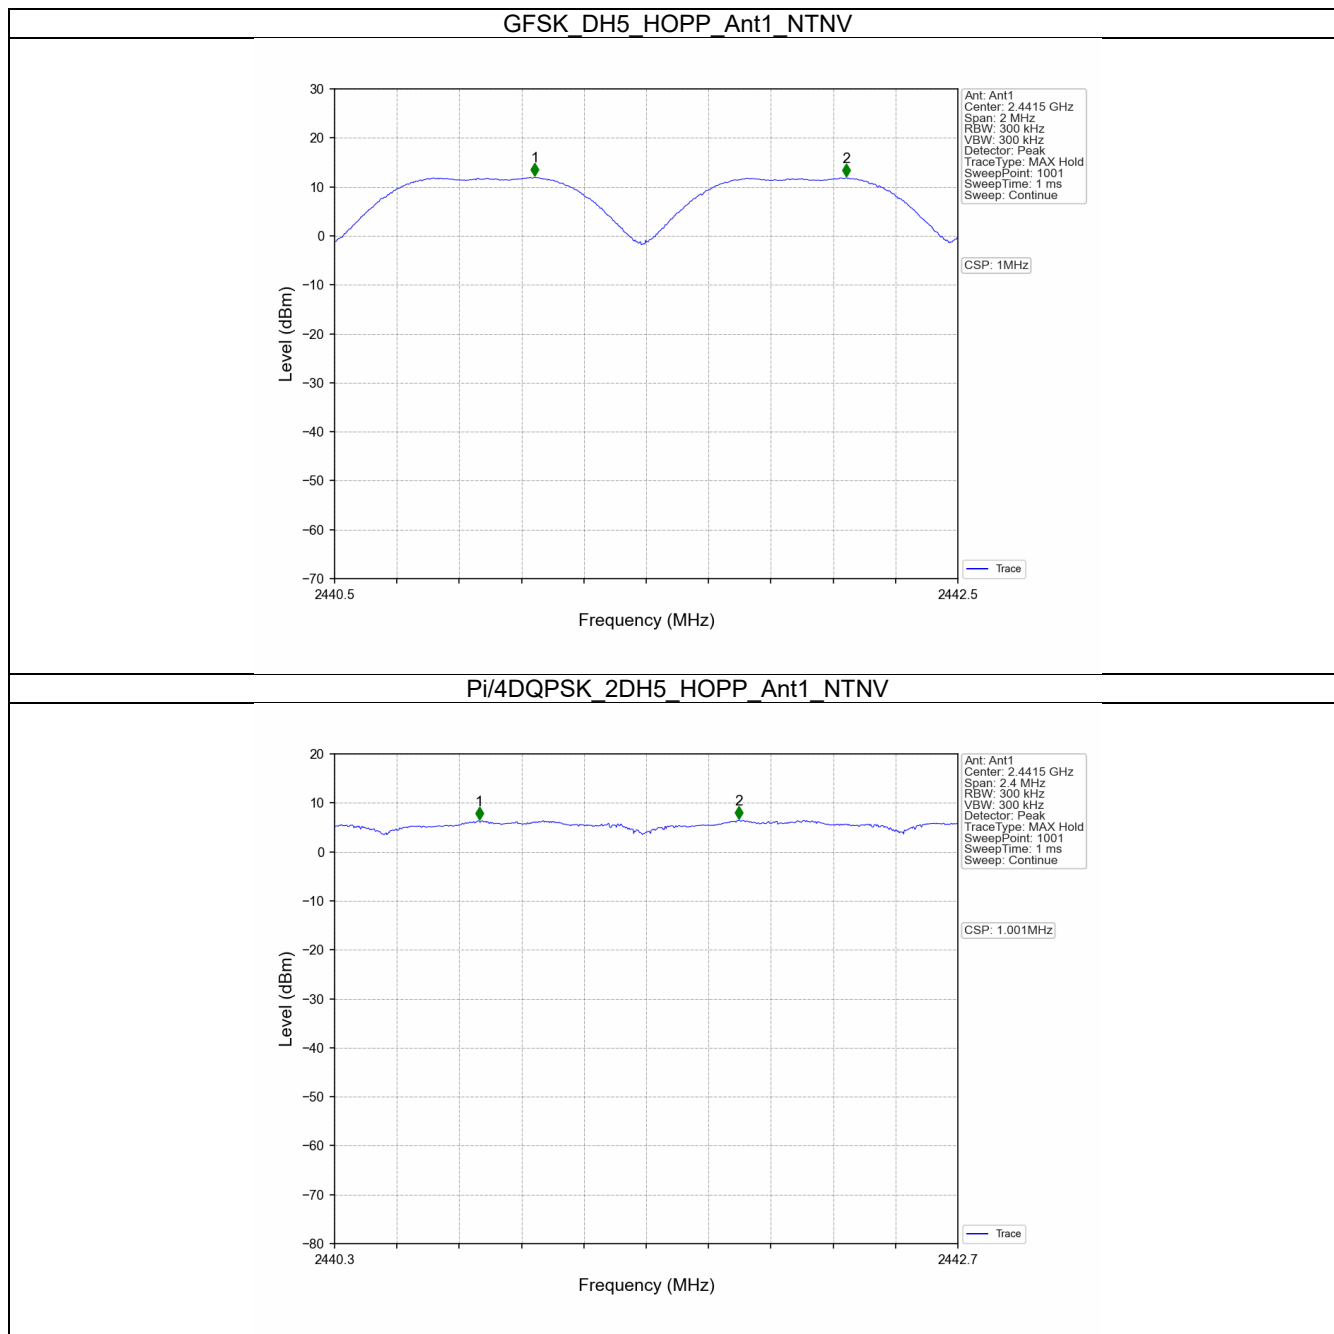 GFSK_DH5_HOPP_Ant1_NTNV
30
20
10
0
−10
−20
−30
−40
−50
−60
−70
Level (dBm)
1
2
2440.5
2442.5
Frequency (MHz)
Ant: Ant1
Center: 2.4415 GHz
Span: 2 MHz
RBW: 300 kHz
VBW: 300 kHz
Detector: Peak
TraceType: MAX Hold
SweepPoint: 1001
SweepTime: 1 ms
Sweep: Continue
CSP: 1MHz
Trace
Pi/4DQPSK_2DH5_HOPP_Ant1_NTNV
20
10
0
−10
−20
−30
−40
−50
−60
−70
−80
Level (dBm)
1
2
2440.3
2442.7
Frequency (MHz)
Ant: Ant1
Center: 2.4415 GHz
Span: 2.4 MHz
RBW: 300 kHz
VBW: 300 kHz
Detector: Peak
TraceType: MAX Hold
SweepPoint: 1001
SweepTime: 1 ms
Sweep: Continue
CSP: 1.001MHz
Trace